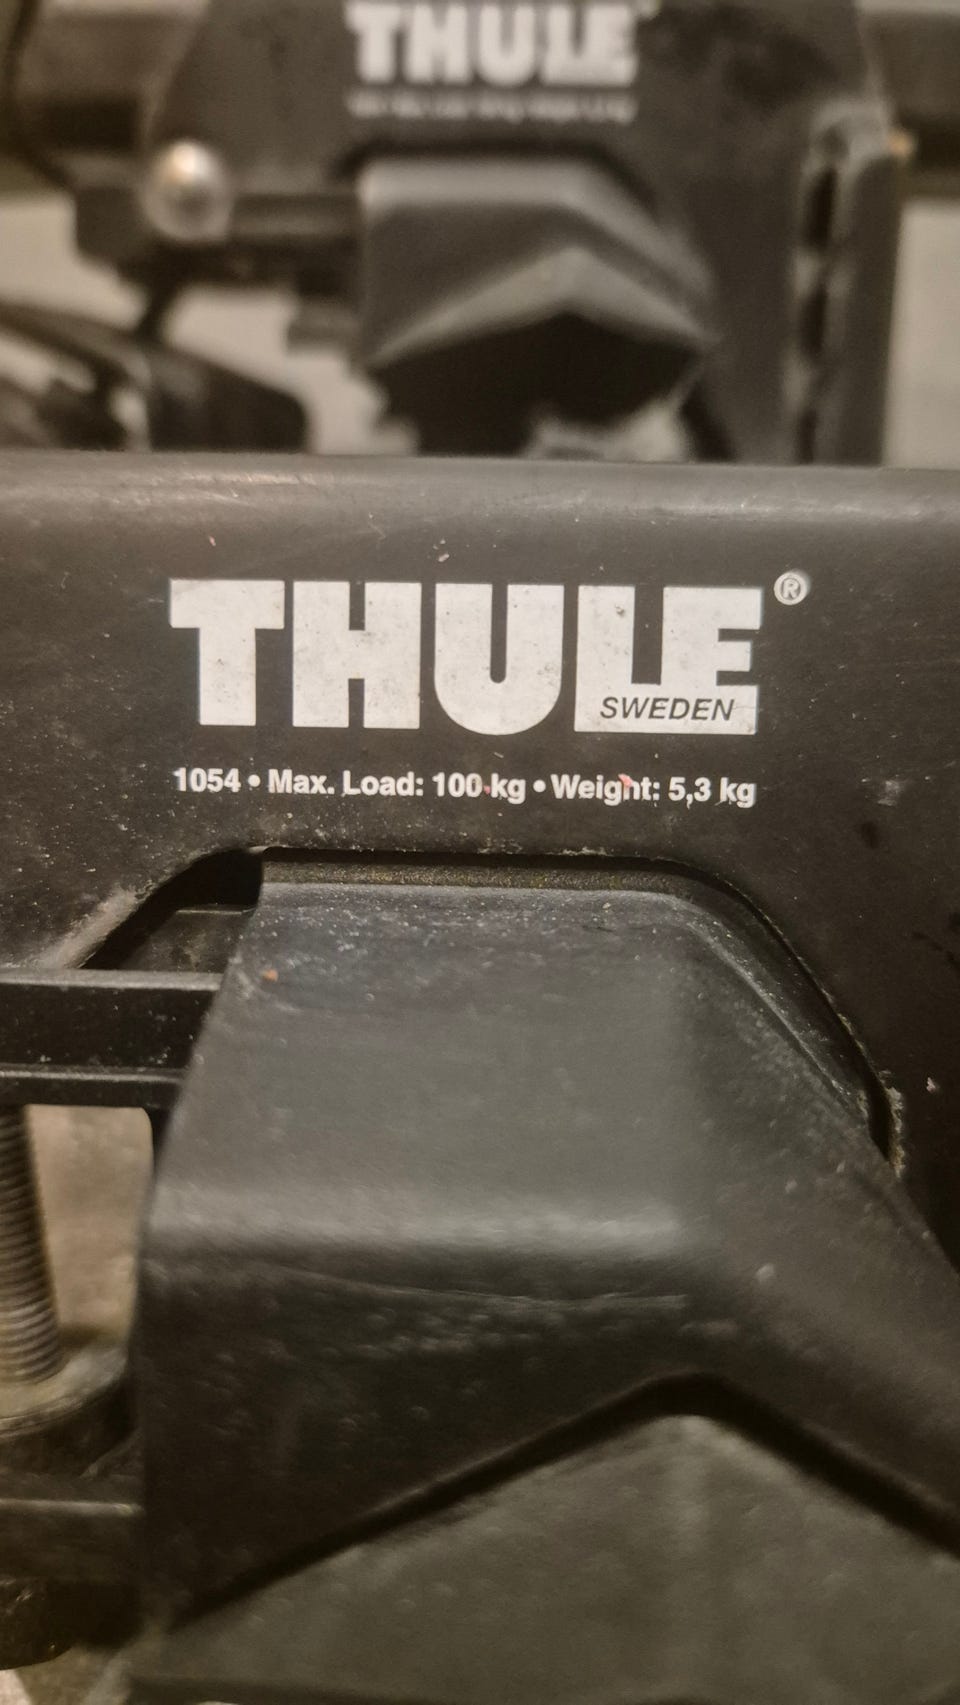 THULE
THULE ®
SWEDEN
1054 • Max. Load: 100 kg • Weight: 5,3 kg